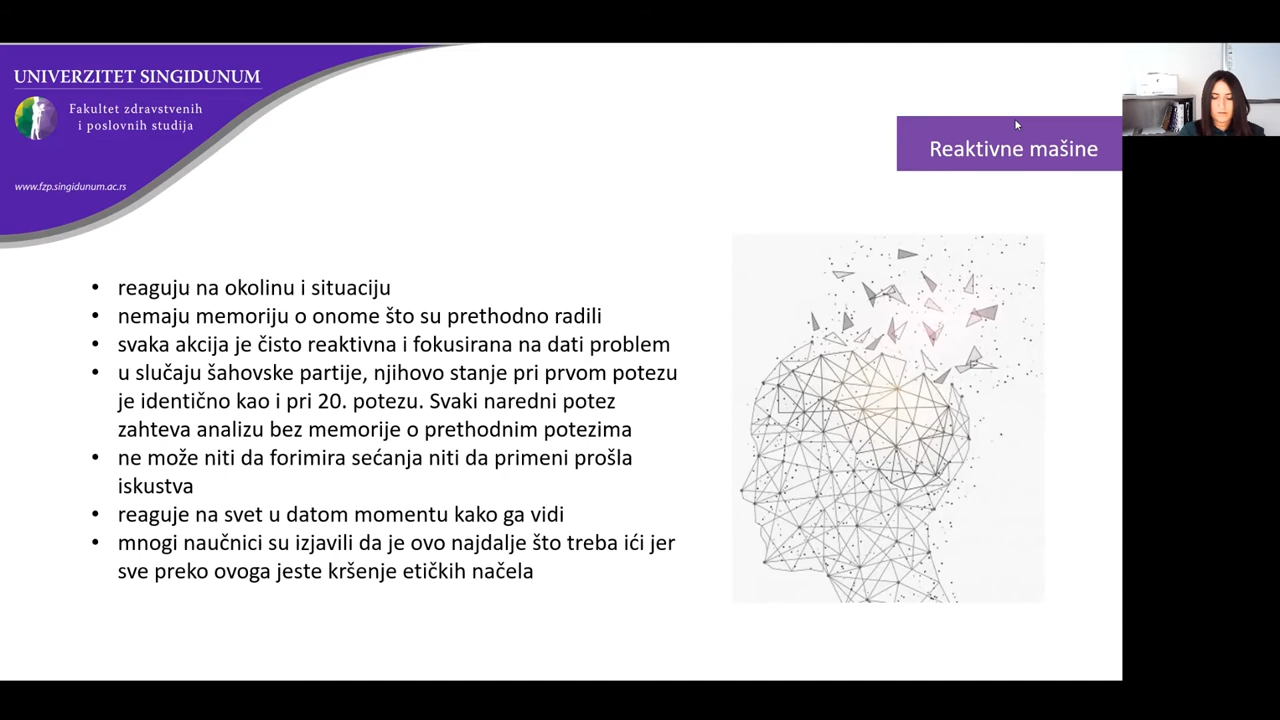 UNIVERZITET SINGIDUNUM
Fakultet zdravstvenih
i poslovnih studija
www.fzp.singidunum.ac.rs
Reaktivne mašine
• reaguju na okolinu i situaciju
• nemaju memoriju o onome što su prethodno radili
• svaka akcija je čisto reaktivna i fokusirana na dati problem
• u slučaju šahovske partije, njihovo stanje pri prvom potezu
je identično kao i pri 20. potezu. Svaki naredni potez
zahteva analizu bez memorije o prethodnim potezima
• ne može niti da forimira sećanja niti da primeni prošla
iskustva
• reaguje na svet u datom momentu kako ga vidi
• mnogi naučnici su izjavili da je ovo najdalje što treba ići jer
sve preko ovoga jeste kršenje etičkih načela